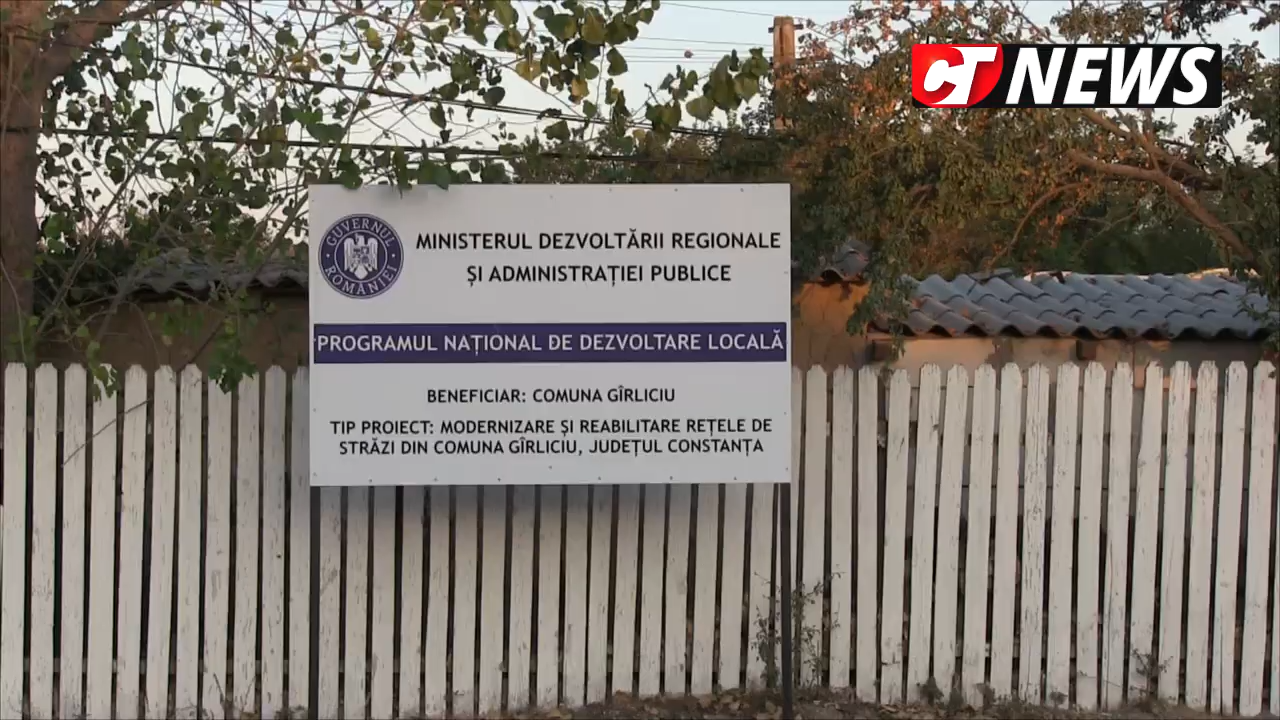 CT NEWS
GUVERNUL ROMÂNIEI
MINISTERUL DEZVOLTĂRII REGIONALE
ȘI ADMINISTRAȚIEI PUBLICE
PROGRAMUL NAȚIONAL DE DEZVOLTARE LOCALĂ
BENEFICIAR: COMUNA GÎRLICIU
TIP PROIECT: MODERNIZARE ȘI REABILITARE REȚELE DE
STRĂZI DIN COMUNA GÎRLICIU, JUDEȚUL CONSTANȚA